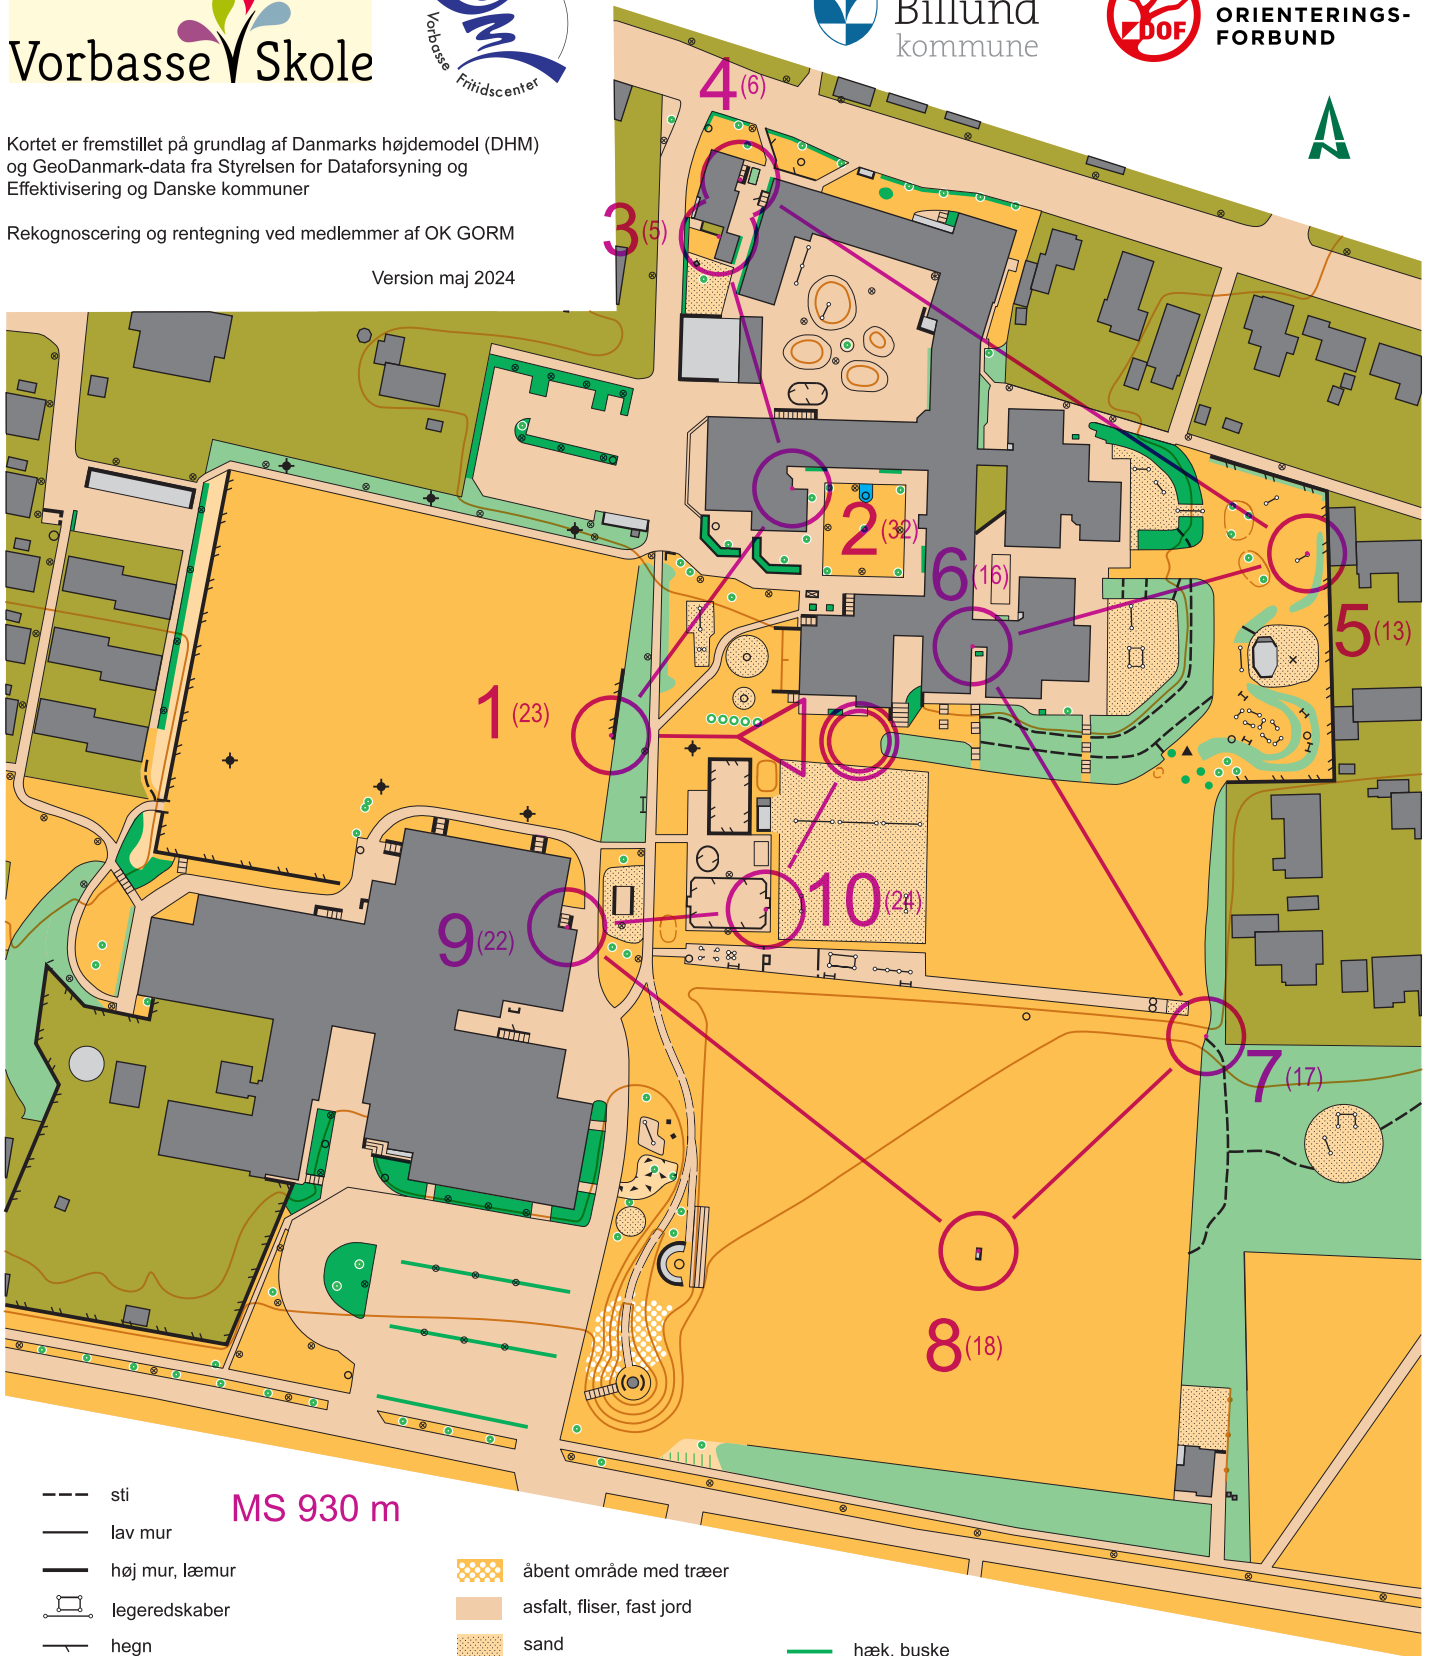 Vorbasse Skole
Vorbasse Fritidscenter
Billund
kommune
DOF
ORIENTERINGS-
FORBUND
Kortet er fremstillet på grundlag af Danmarks højdemodel (DHM)
og GeoDanmark-data fra Styrelsen for Dataforsyning og
Effektivisering og Danske kommuner
Rekognoscering og rentegning ved medlemmer af OK GORM
Version maj 2024
N
4(6)
3(5)
2(32)
6(16)
5(13)
1(23)
10(24)
9(22)
7(17)
8(18)
MS 930 m
sti
lav mur
høj mur, læmur
legeredskaber
hegn
åbent område med træer
asfalt, fliser, fast jord
sand
hæk, buske